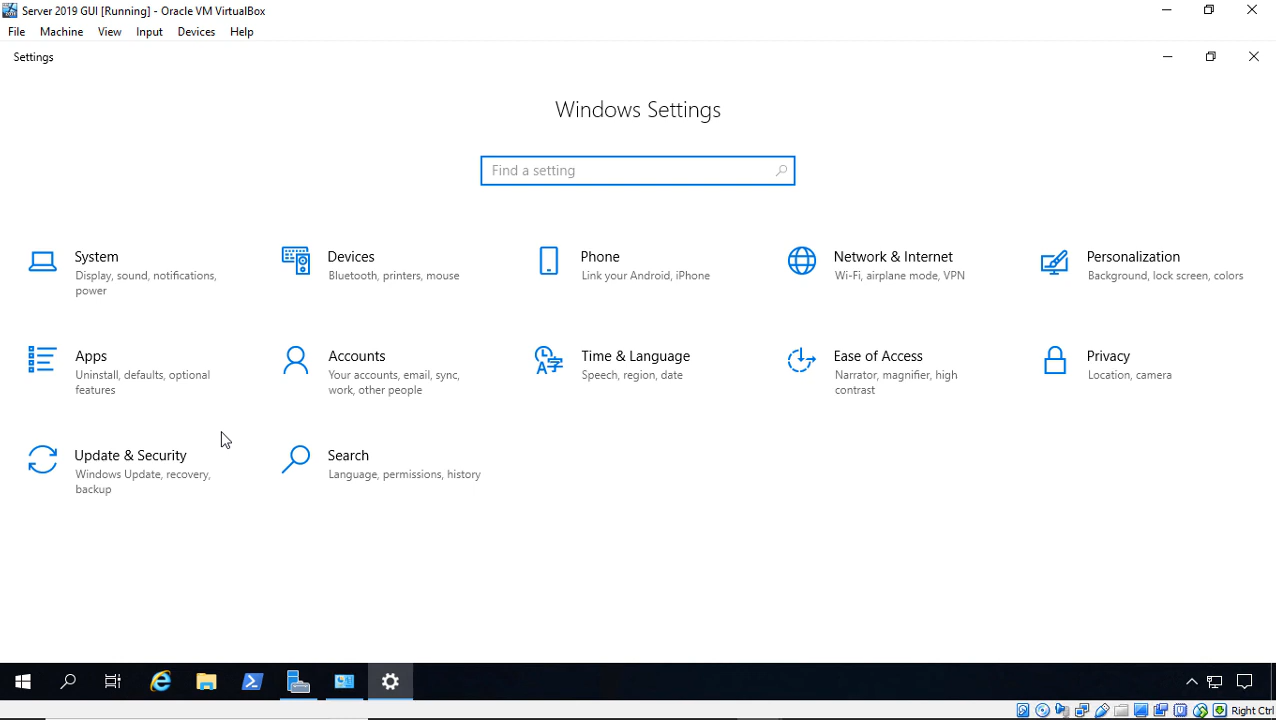 Server 2019 GUI [Running] - Oracle VM VirtualBox
File Machine View Input Devices Help
Settings
Windows Settings
Find a setting
System
Display, sound, notifications,
power
Devices
Bluetooth, printers, mouse
Phone
Link your Android, iPhone
Network & Internet
Wi-Fi, airplane mode, VPN
Personalization
Background, lock screen, colors
Apps
Uninstall, defaults, optional
features
Accounts
Your accounts, email, sync,
work, other people
Time & Language
Speech, region, date
Ease of Access
Narrator, magnifier, high
contrast
Privacy
Location, camera
Update & Security
Windows Update, recovery,
backup
Search
Language, permissions, history
Right Ctrl